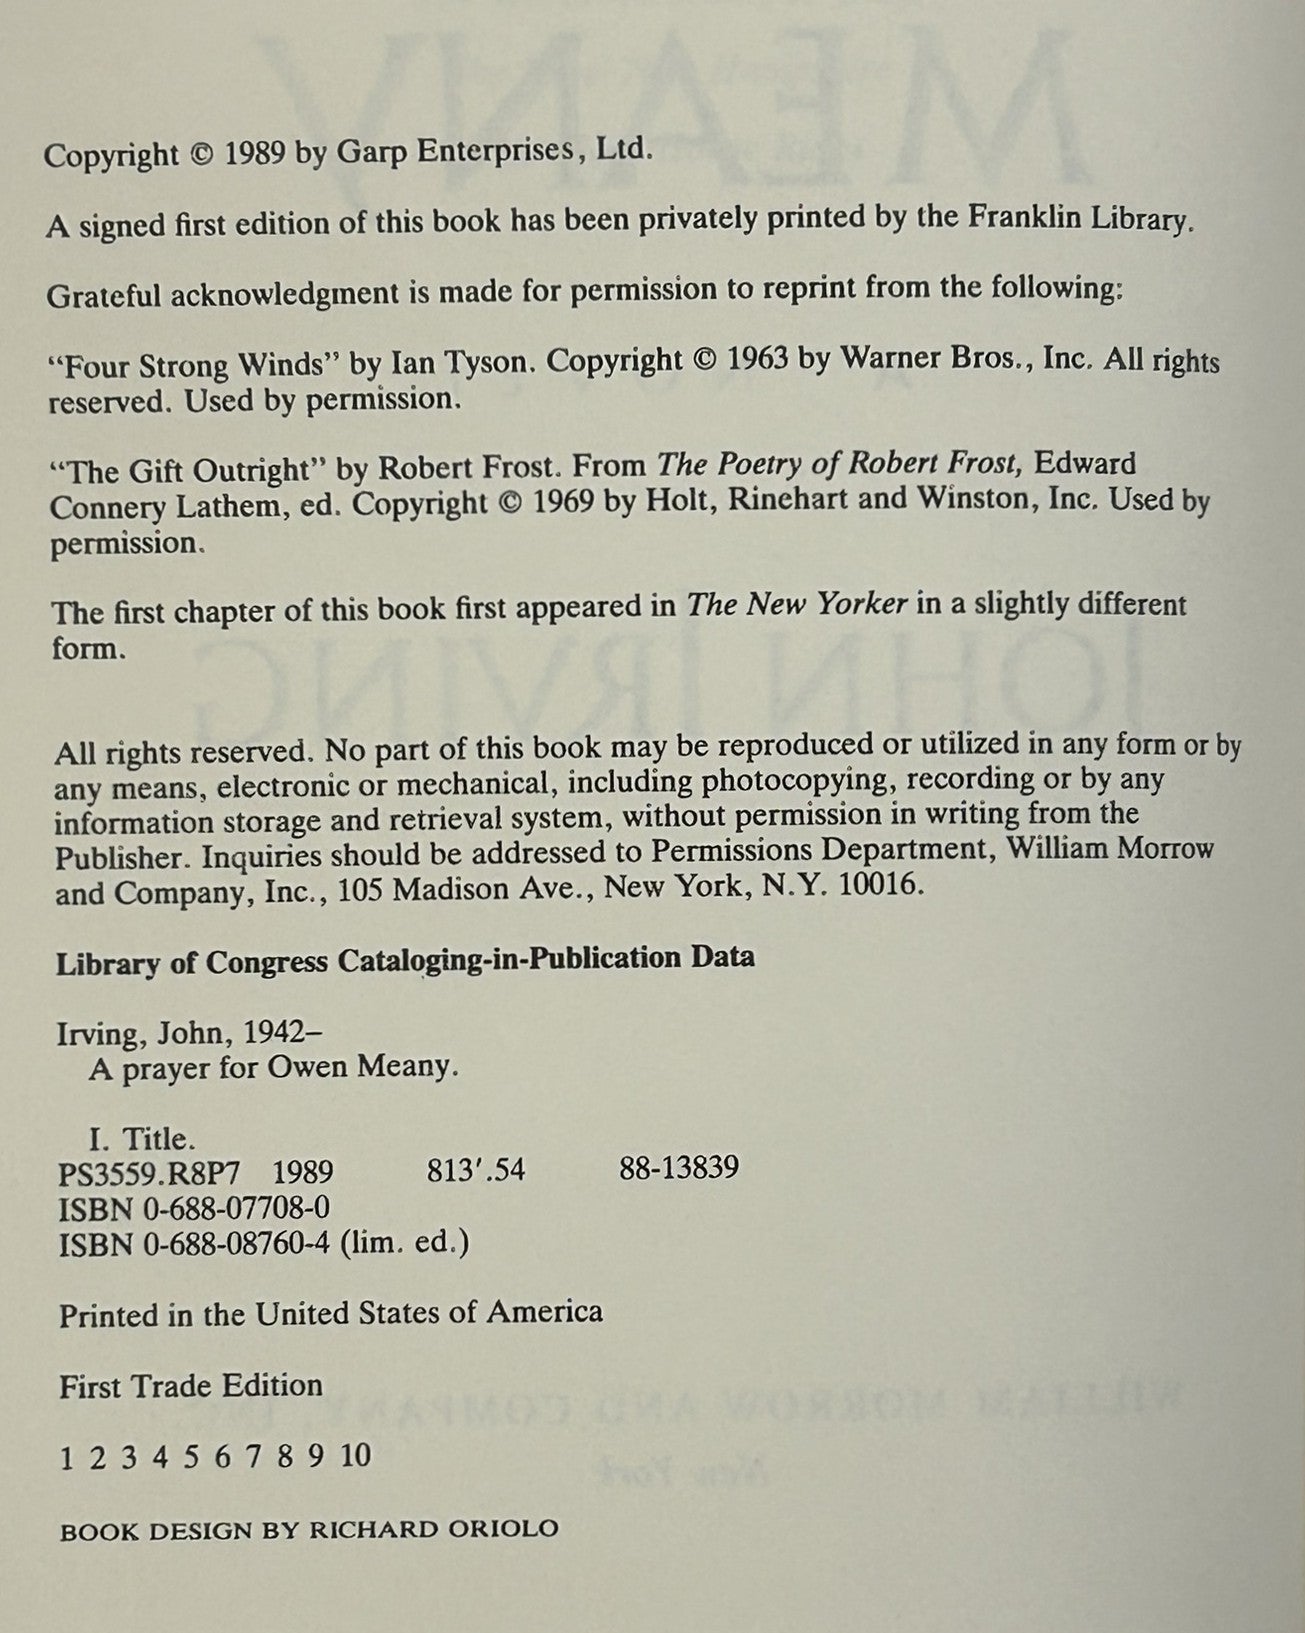 Copyright © 1989 by Garp Enterprises, Ltd.
A signed first edition of this book has been privately printed by the Franklin Library.
Grateful acknowledgment is made for permission to reprint from the following:
“Four Strong Winds” by Ian Tyson. Copyright © 1963 by Warner Bros., Inc. All rights
reserved. Used by permission.
“The Gift Outright” by Robert Frost. From The Poetry of Robert Frost, Edward
Connery Lathem, ed. Copyright © 1969 by Holt, Rinehart and Winston, Inc. Used by
permission.
The first chapter of this book first appeared in The New Yorker in a slightly different
form.
All rights reserved. No part of this book may be reproduced or utilized in any form or by
any means, electronic or mechanical, including photocopying, recording or by any
information storage and retrieval system, without permission in writing from the
Publisher. Inquiries should be addressed to Permissions Department, William Morrow
and Company, Inc., 105 Madison Ave., New York, N.Y. 10016.
Library of Congress Cataloging-in-Publication Data
Irving, John, 1942–
A prayer for Owen Meany.
I. Title.
PS3559.R8P7 1989 813′.54 88-13839
ISBN 0-688-07708-0
ISBN 0-688-08760-4 (lim. ed.)
Printed in the United States of America
First Trade Edition
1 2 3 4 5 6 7 8 9 10
BOOK DESIGN BY RICHARD ORIOLO